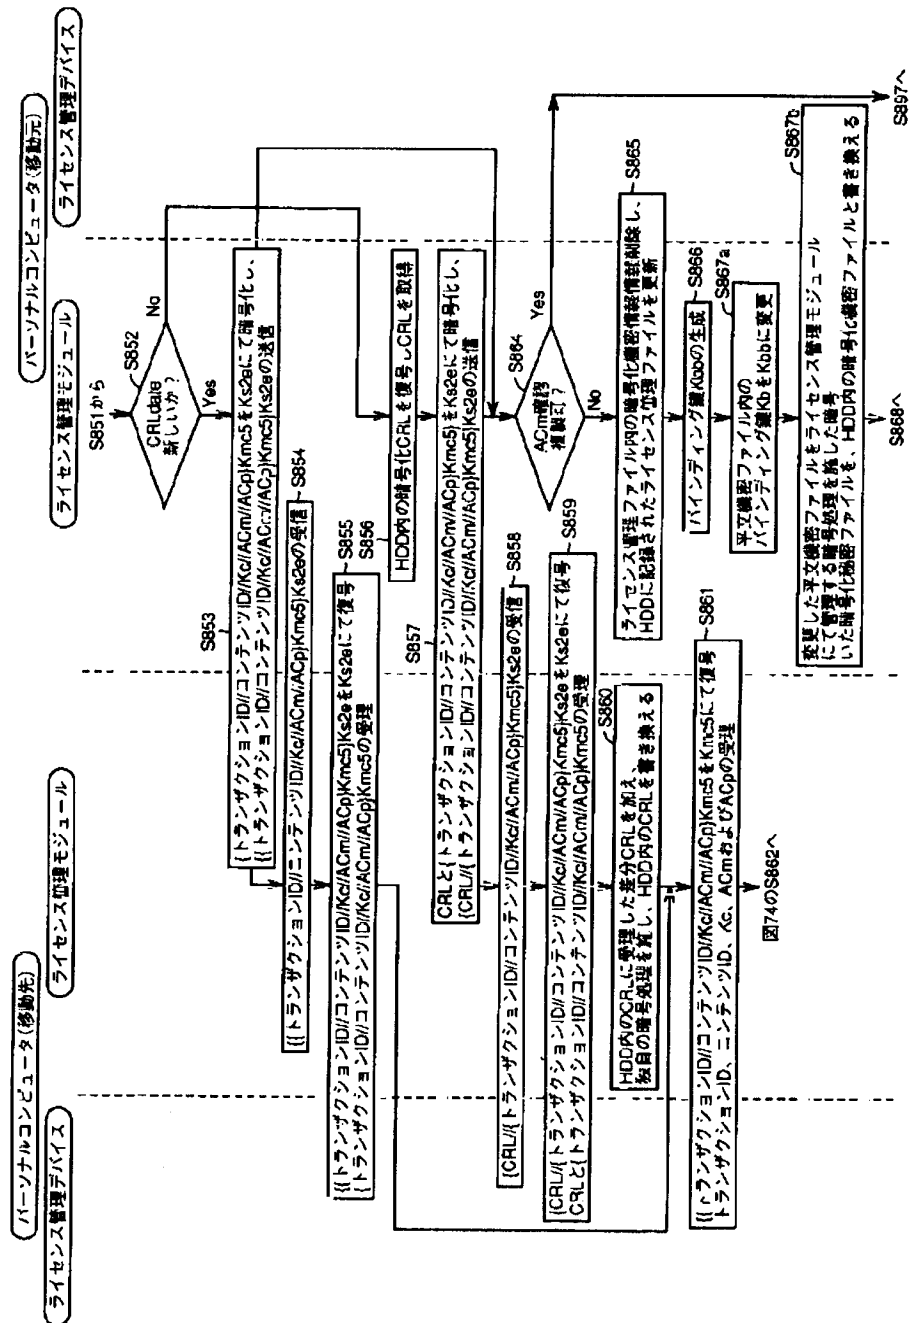 パーソナルコンピュータ(移動先)
ライセンス管理デバイス
ライセンス管理モジュール
パーソナルコンピュータ(移動元)
ライセンス管理モジュール
ライセンス管理デバイス
S851から
S852
CRLdate
新しいか?
No
Yes
S853
{トランザクションID//コンテンツID//Kc//ACm//ACp}Kmc5をKs2eにて暗号化し、
{{トランザクションID//コンテンツID//Kc//ACm//ACp}Kmc5}Ks2eの送信
S854
{{トランザクションID//コンテンツID//Kc//ACm//ACp}Kmc5}Ks2eの受信
S855
{{トランザクションID//コンテンツID//Kc//ACm//ACp}Kmc5}Ks2eをKs2eにて復号
{トランザクションID//コンテンツID//Kc//ACm//ACp}Kmc5の受理
S856
HDD内の暗号化CRLを復号しCRLを取得
S857
CRLと{トランザクションID//コンテンツID//Kc//ACm//ACp}Kmc5}をKs2eにて暗号化し、
{CRL//{トランザクションID//コンテンツID//Kc//ACm//ACp}Kmc5}Ks2eの送信
S858
{CRL//{トランザクションID//コンテンツID//Kc//ACm//ACp}Kmc5}Ks2eの受信
S859
{CRL//{トランザクションID//コンテンツID//Kc//ACm//ACp}Kmc5}Ks2eをKs2eにて復号
CRLと{トランザクションID//コンテンツID//Kc//ACm//ACp}Kmc5の受理
S860
HDD内のCRLに受理した差分CRLを加え、
独自の暗号処理を施し、HDD内のCRLを書き換える
S861
{{トランザクションID//コンテンツID//Kc//ACm//ACp}Kmc5をKmc5にて復号
トランザクションID、コンテンツID、Kc、ACmおよびACpの受理
図74のS862へ
S864
ACm確認
複製可?
Yes
No
S865
ライセンス管理ファイル内の暗号化機密情報削除し、
HDDに記録されたライセンス管理ファイルを更新
S866
バインディング鍵Kbbの生成
S867a
平文機密ファイル内の
バインディング鍵KbをKbbに変更
S867b
変更した平文機密ファイルをライセンス管理モジュール
にて管理する暗号処理を施した暗号
いた暗号化秘密ファイルを、HDD内の暗号化機密ファイルと書き換える
S868へ
S897へ